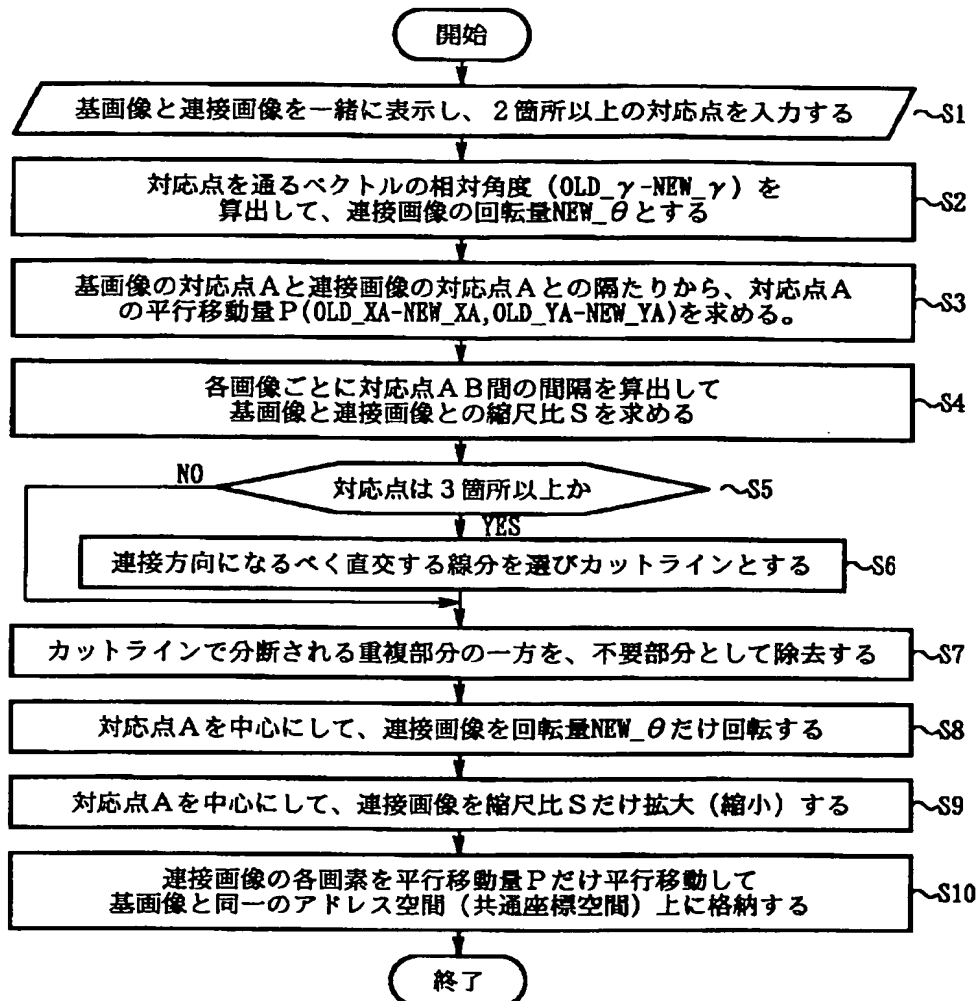 開始
基画像と連接画像を一緒に表示し、2箇所以上の対応点を入力する
S1
対応点を通るベクトルの相対角度（OLD_γ-NEW_γ）を
算出して、連接画像の回転量NEW_θとする
S2
基画像の対応点Aと連接画像の対応点Aとの隔たりから、対応点A
の平行移動量P(OLD_XA-NEW_XA,OLD_YA-NEW_YA)を求める。
S3
各画像ごとに対応点AB間の間隔を算出して
基画像と連接画像との縮尺比Sを求める
S4
NO
対応点は3箇所以上か
S5
YES
連接方向になるべく直交する線分を選びカットラインとする
S6
カットラインで分断される重複部分の一方を、不要部分として除去する
S7
対応点Aを中心にして、連接画像を回転量NEW_θだけ回転する
S8
対応点Aを中心にして、連接画像を縮尺比Sだけ拡大（縮小）する
S9
連接画像の各画素を平行移動量Pだけ平行移動して
基画像と同一のアドレス空間（共通座標空間）上に格納する
S10
終了